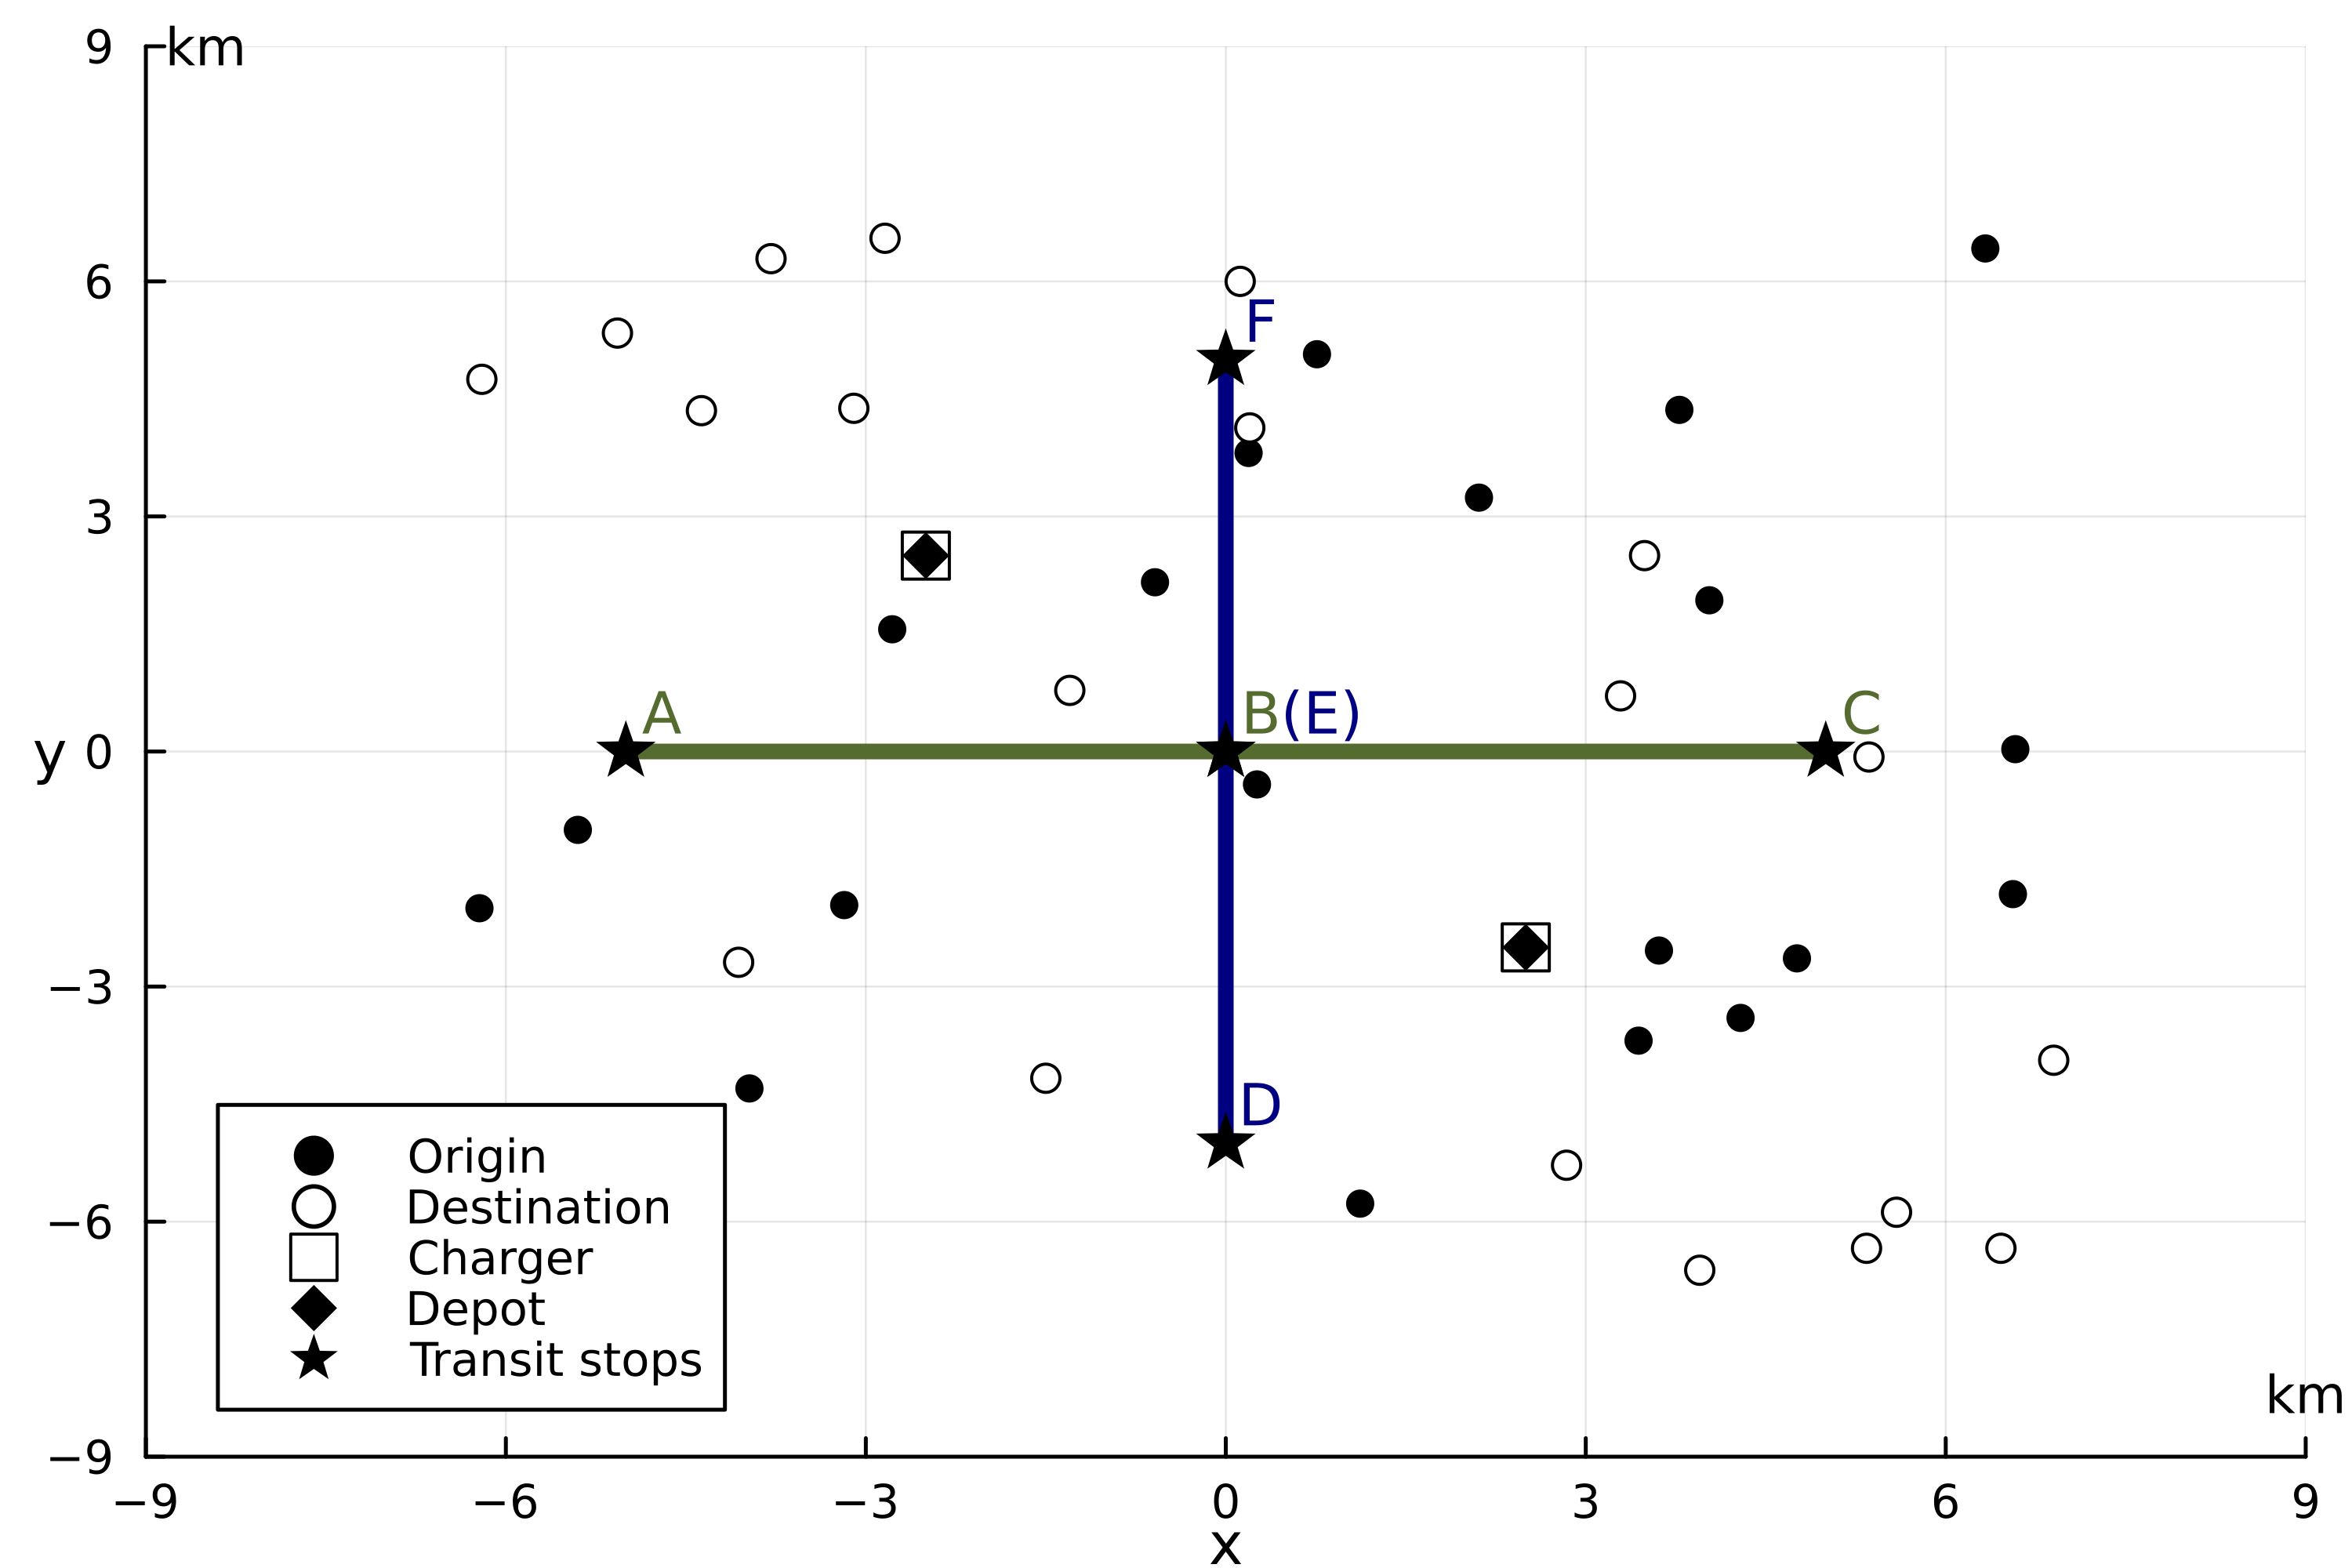 9 km
6
F
3
A
B(E)
C
y 0
−3
D
Origin
Destination
Charger
Depot
Transit stops
−6
km
−9
−9 −6 −3 0 3 6 9
x